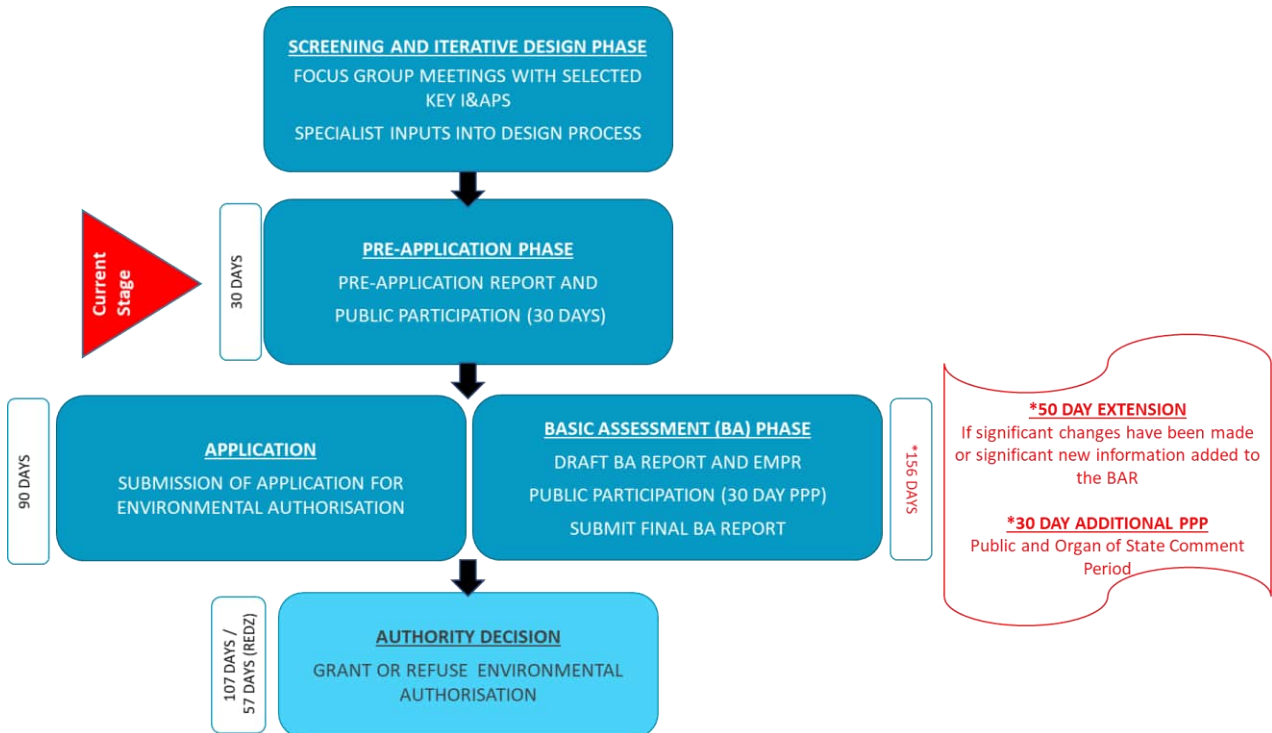 SCREENING AND ITERATIVE DESIGN PHASE
FOCUS GROUP MEETINGS WITH SELECTED
KEY I&APS
SPECIALIST INPUTS INTO DESIGN PROCESS
Current
Stage
30 DAYS
PRE-APPLICATION PHASE
PRE-APPLICATION REPORT AND
PUBLIC PARTICIPATION (30 DAYS)
90 DAYS
APPLICATION
SUBMISSION OF APPLICATION FOR
ENVIRONMENTAL AUTHORISATION
BASIC ASSESSMENT (BA) PHASE
DRAFT BA REPORT AND EMPR
PUBLIC PARTICIPATION (30 DAY PPP)
SUBMIT FINAL BA REPORT
*156 DAYS
*50 DAY EXTENSION
If significant changes have been made
or significant new information added to
the BAR
*30 DAY ADDITIONAL PPP
Public and Organ of State Comment
Period
107 DAYS /
57 DAYS (REDZ)
AUTHORITY DECISION
GRANT OR REFUSE ENVIRONMENTAL
AUTHORISATION